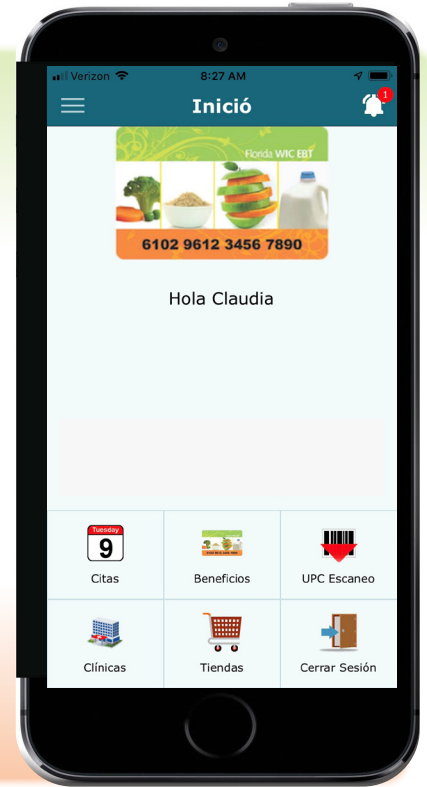 Verizon 8:27 AM
Inició
1
Florida WIC EBT
6102 9612 3456 7890
Hola Claudia
Tuesday
9
Citas
Beneficios
UPC Escaneo
Clínicas
Tiendas
Cerrar Sesión